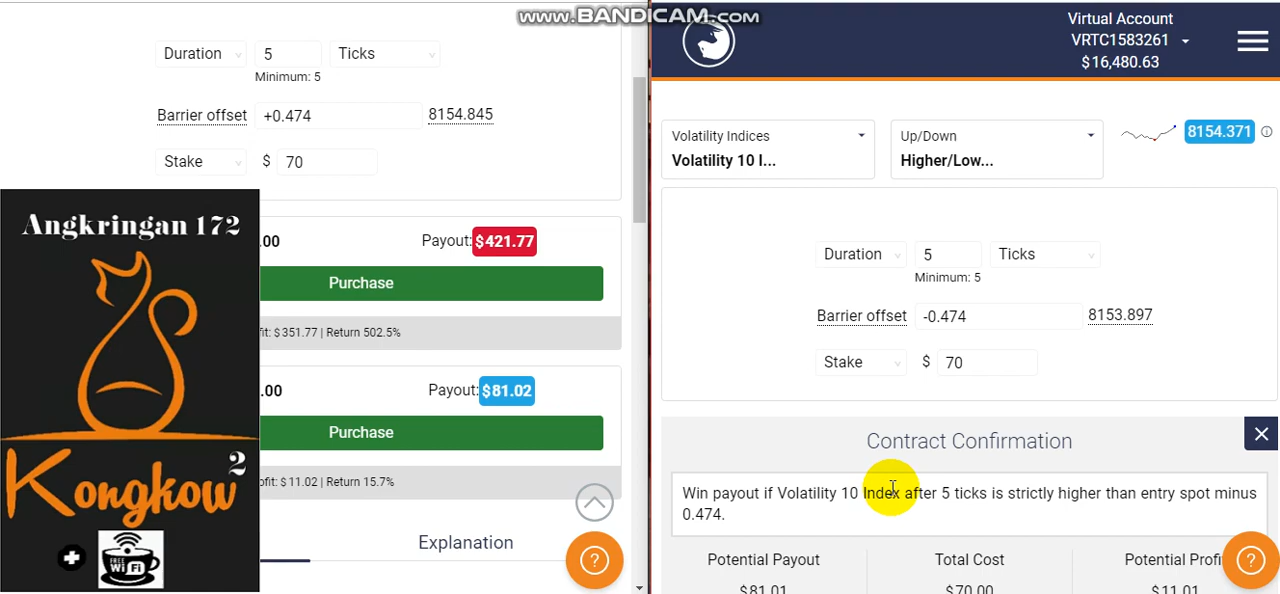 www.BANDICAM.com
Duration 5 Ticks
Minimum: 5
Barrier offset +0.474 8154.845
Stake $ 70
Angkringan 172
Kongkow 2
FREE
WiFi
.00 Payout: $421.77
Purchase
fit: $351.77 | Return 502.5%
.00 Payout: $81.02
Purchase
ofit: $11.02 | Return 15.7%
Explanation
?
Virtual Account
VRTC1583261
$16,480.63
Volatility Indices
Volatility 10 I...
Up/Down
Higher/Low...
8154.371
Duration 5 Ticks
Minimum: 5
Barrier offset -0.474 8153.897
Stake $ 70
Contract Confirmation
Win payout if Volatility 10 Index after 5 ticks is strictly higher than entry spot minus
0.474.
Potential Payout Total Cost Potential Profi
$81.01 $70.00 $11.01
?